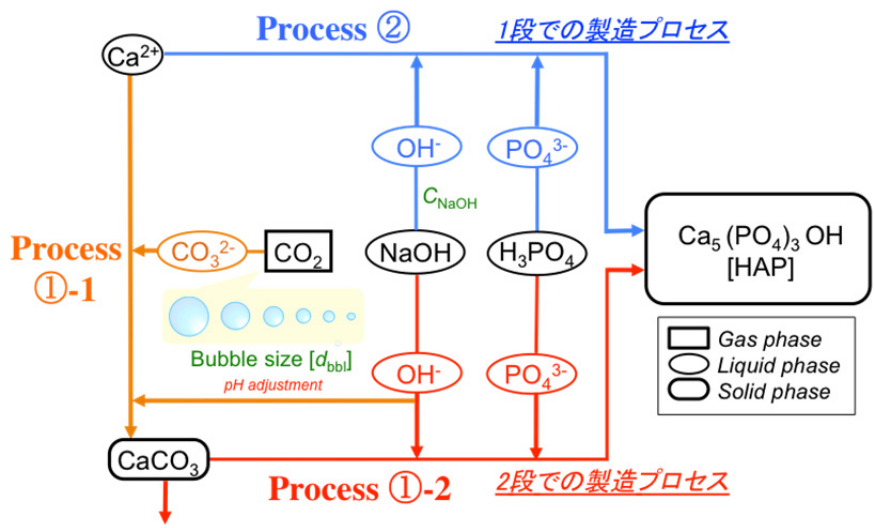 Process ②
1段での製造プロセス
Ca²⁺
OH⁻
PO₄³⁻
C_NaOH
Process
①-1
CO₃²⁻
CO₂
NaOH
H₃PO₄
Ca₅ (PO₄)₃ OH
[HAP]
Bubble size [d_bbl]
pH adjustment
OH⁻
PO₄³⁻
Gas phase
Liquid phase
Solid phase
CaCO₃
Process ①-2
2段での製造プロセス